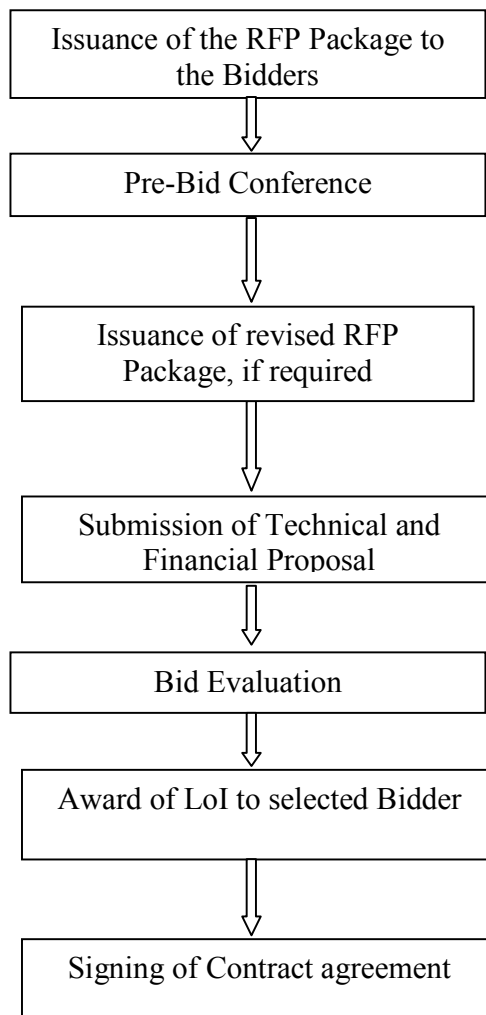 Issuance of the RFP Package to
the Bidders
Pre-Bid Conference
Issuance of revised RFP
Package, if required
Submission of Technical and
Financial Proposal
Bid Evaluation
Award of LoI to selected Bidder
Signing of Contract agreement